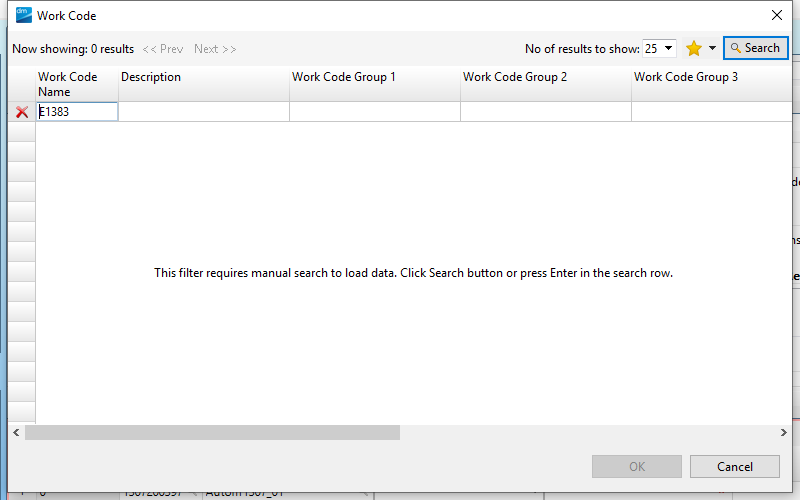 dm
Work Code
Now showing: 0 results << Prev Next >> No of results to show: 25 Search
Work Code Name Description Work Code Group 1 Work Code Group 2 Work Code Group 3
E1383
This filter requires manual search to load data. Click Search button or press Enter in the search row.
OK Cancel